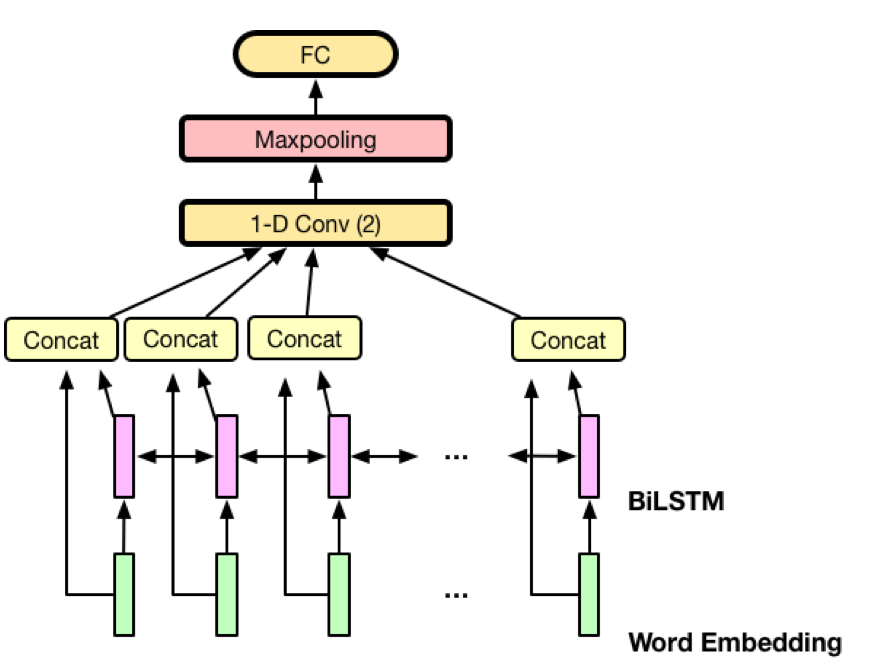 FC
Maxpooling
1-D Conv (2)
Concat Concat Concat Concat
...
BiLSTM
...
Word Embedding